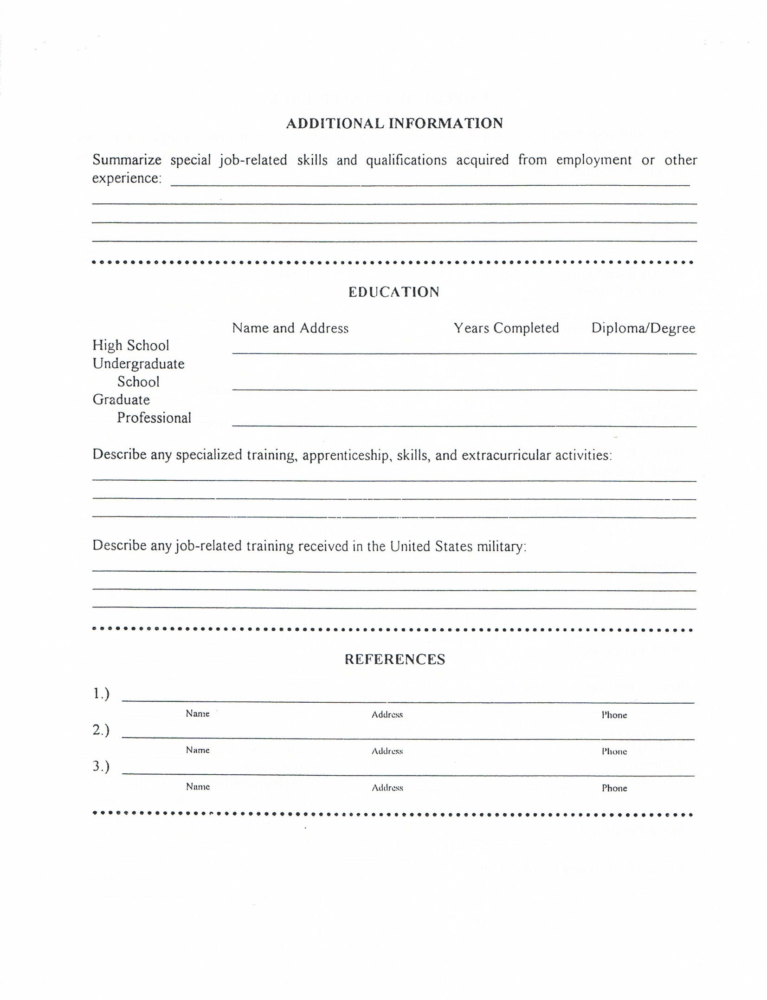 ADDITIONAL INFORMATION
Summarize special job-related skills and qualifications acquired from employment or other
experience:
EDUCATION
Name and Address Years Completed Diploma/Degree
High School
Undergraduate
School
Graduate
Professional
Describe any specialized training, apprenticeship, skills, and extracurricular activities:
Describe any job-related training received in the United States military:
REFERENCES
1.)
Name Address Phone
2.)
Name Address Phone
3.)
Name Address Phone